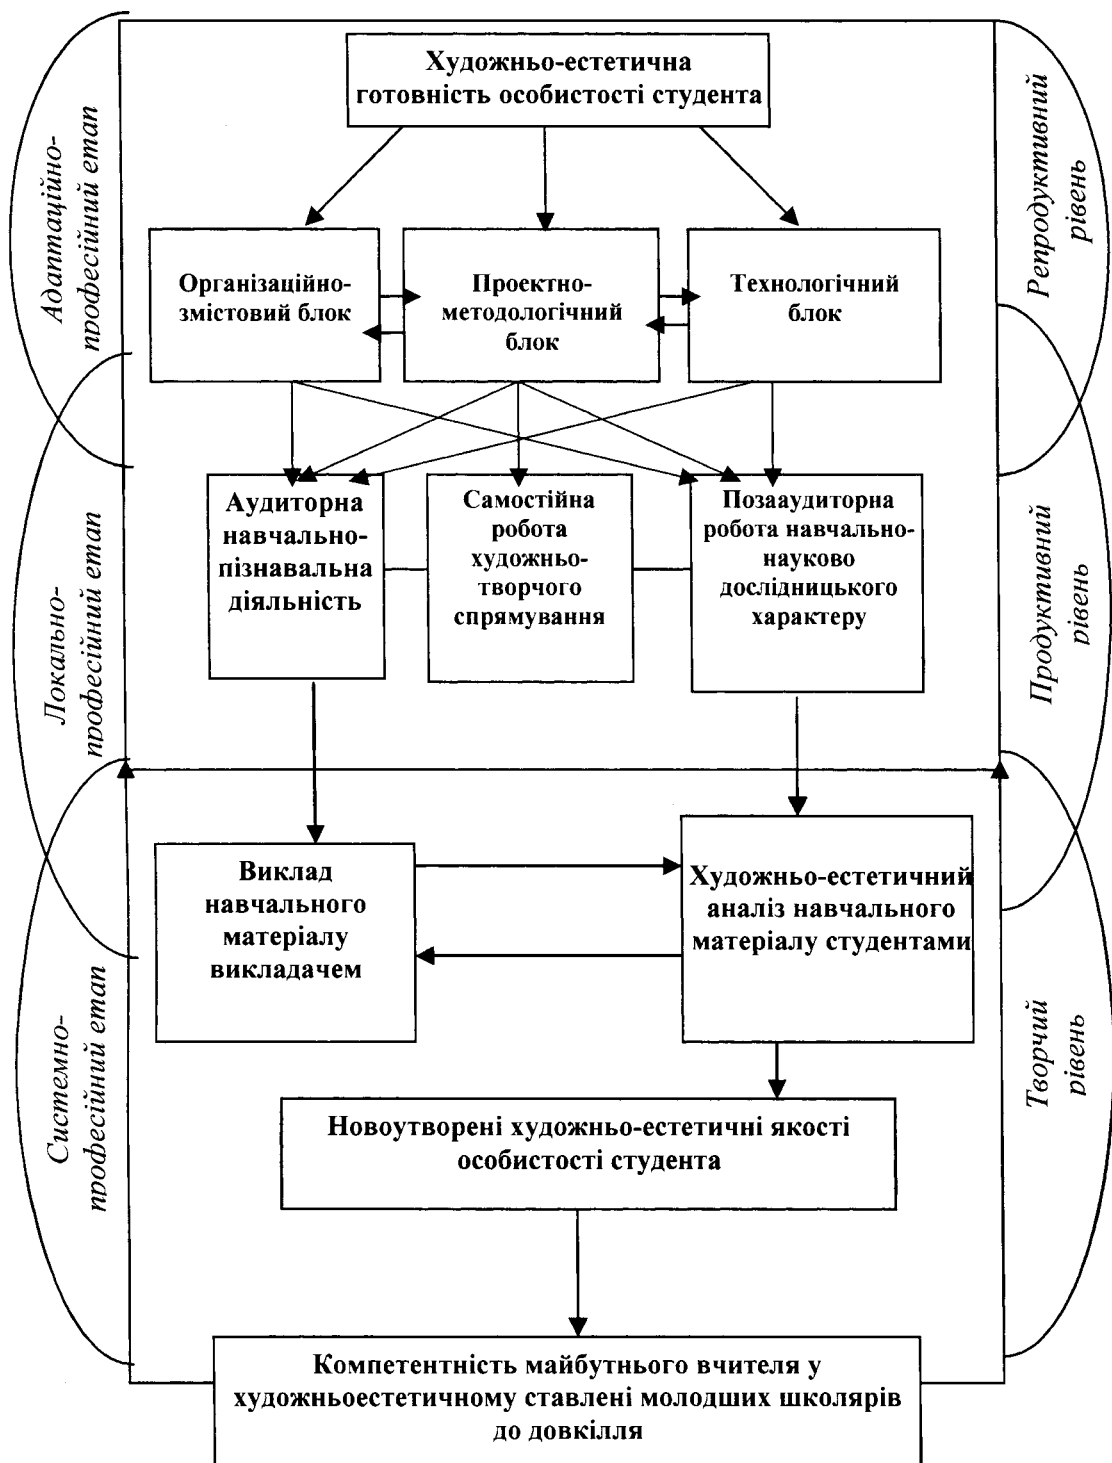 Художньо-естетична
готовність особистості студента
Адаптаційно-
професійний етап
Репродуктивний
рівень
Організаційно-
змістовий блок
Проектно-
методологічний
блок
Технологічний
блок
Локально-
професійний етап
Продуктивний
рівень
Аудиторна
навчально-
пізнавальна
діяльність
Самостійна
робота
художньо-
творчого
спрямування
Позааудиторна
робота навчально-
науково
дослідницького
характеру
Системно-
професійний етап
Творчий
рівень
Виклад
навчального
матеріалу
викладачем
Художньо-естетичний
аналіз навчального
матеріалу студентами
Новоутворені художньо-естетичні якості
особистості студента
Компетентність майбутнього вчителя у
художньоестетичному ставлені молодших школярів
до довкілля